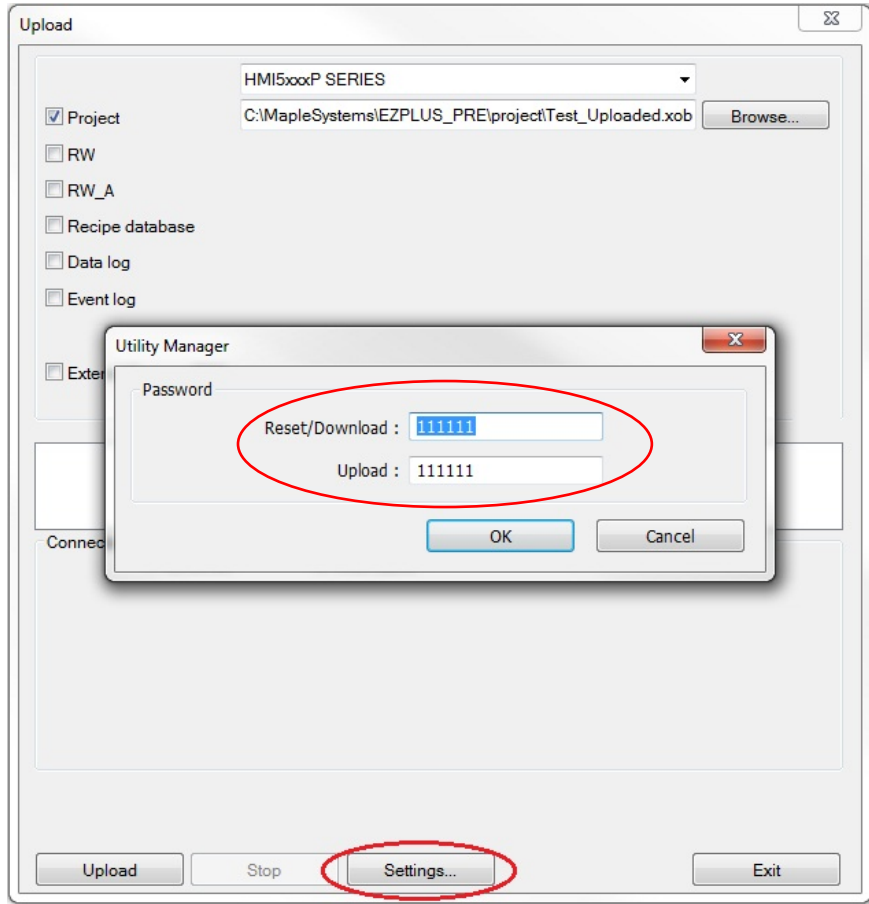 Upload
HMI5xxxP SERIES
Project
C:\MapleSystems\EZPLUS_PRE\project\Test_Uploaded.xob
Browse...
RW
RW_A
Recipe database
Data log
Event log
Utility Manager
Password
Reset/Download : 111111
Upload : 111111
OK
Cancel
Upload
Stop
Settings...
Exit